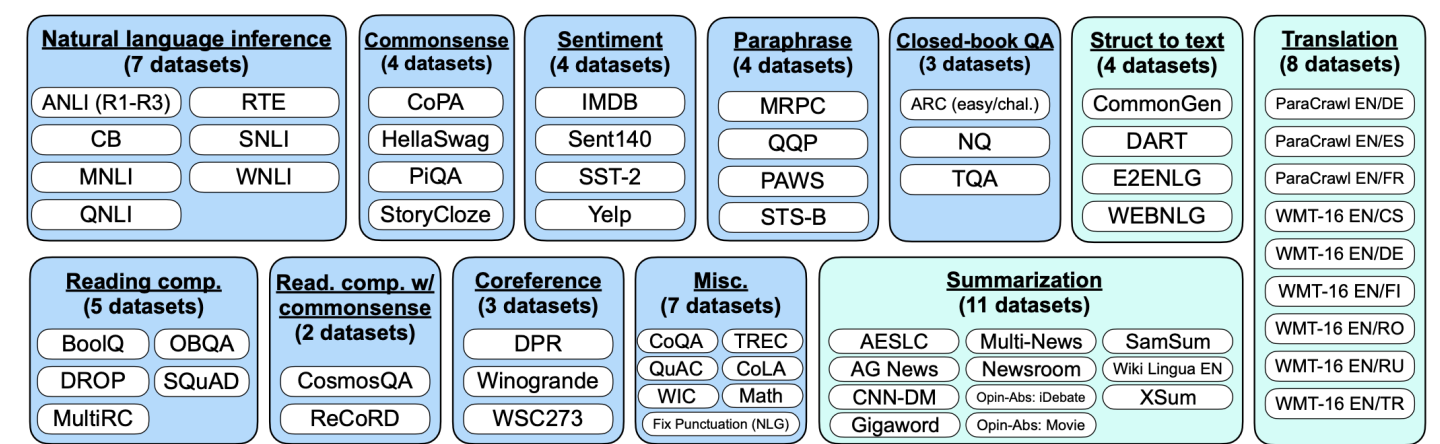 Natural language inference
(7 datasets)
ANLI (R1-R3)
RTE
CB
SNLI
MNLI
WNLI
QNLI
Commonsense
(4 datasets)
CoPA
HellaSwag
PiQA
StoryCloze
Sentiment
(4 datasets)
IMDB
Sent140
SST-2
Yelp
Paraphrase
(4 datasets)
MRPC
QQP
PAWS
STS-B
Closed-book QA
(3 datasets)
ARC (easy/chal.)
NQ
TQA
Struct to text
(4 datasets)
CommonGen
DART
E2ENLG
WEBNLG
Translation
(8 datasets)
ParaCrawl EN/DE
ParaCrawl EN/ES
ParaCrawl EN/FR
WMT-16 EN/CS
WMT-16 EN/DE
WMT-16 EN/FI
WMT-16 EN/RO
WMT-16 EN/RU
WMT-16 EN/TR
Reading comp.
(5 datasets)
BoolQ
OBQA
DROP
SQuAD
MultiRC
Read. comp. w/
commonsense
(2 datasets)
CosmosQA
ReCoRD
Coreference
(3 datasets)
DPR
Winogrande
WSC273
Misc.
(7 datasets)
CoQA
TREC
QuAC
CoLA
WIC
Math
Fix Punctuation (NLG)
Summarization
(11 datasets)
AESLC
Multi-News
SamSum
AG News
Newsroom
Wiki Lingua EN
CNN-DM
Opin-Abs: iDebate
XSum
Gigaword
Opin-Abs: Movie